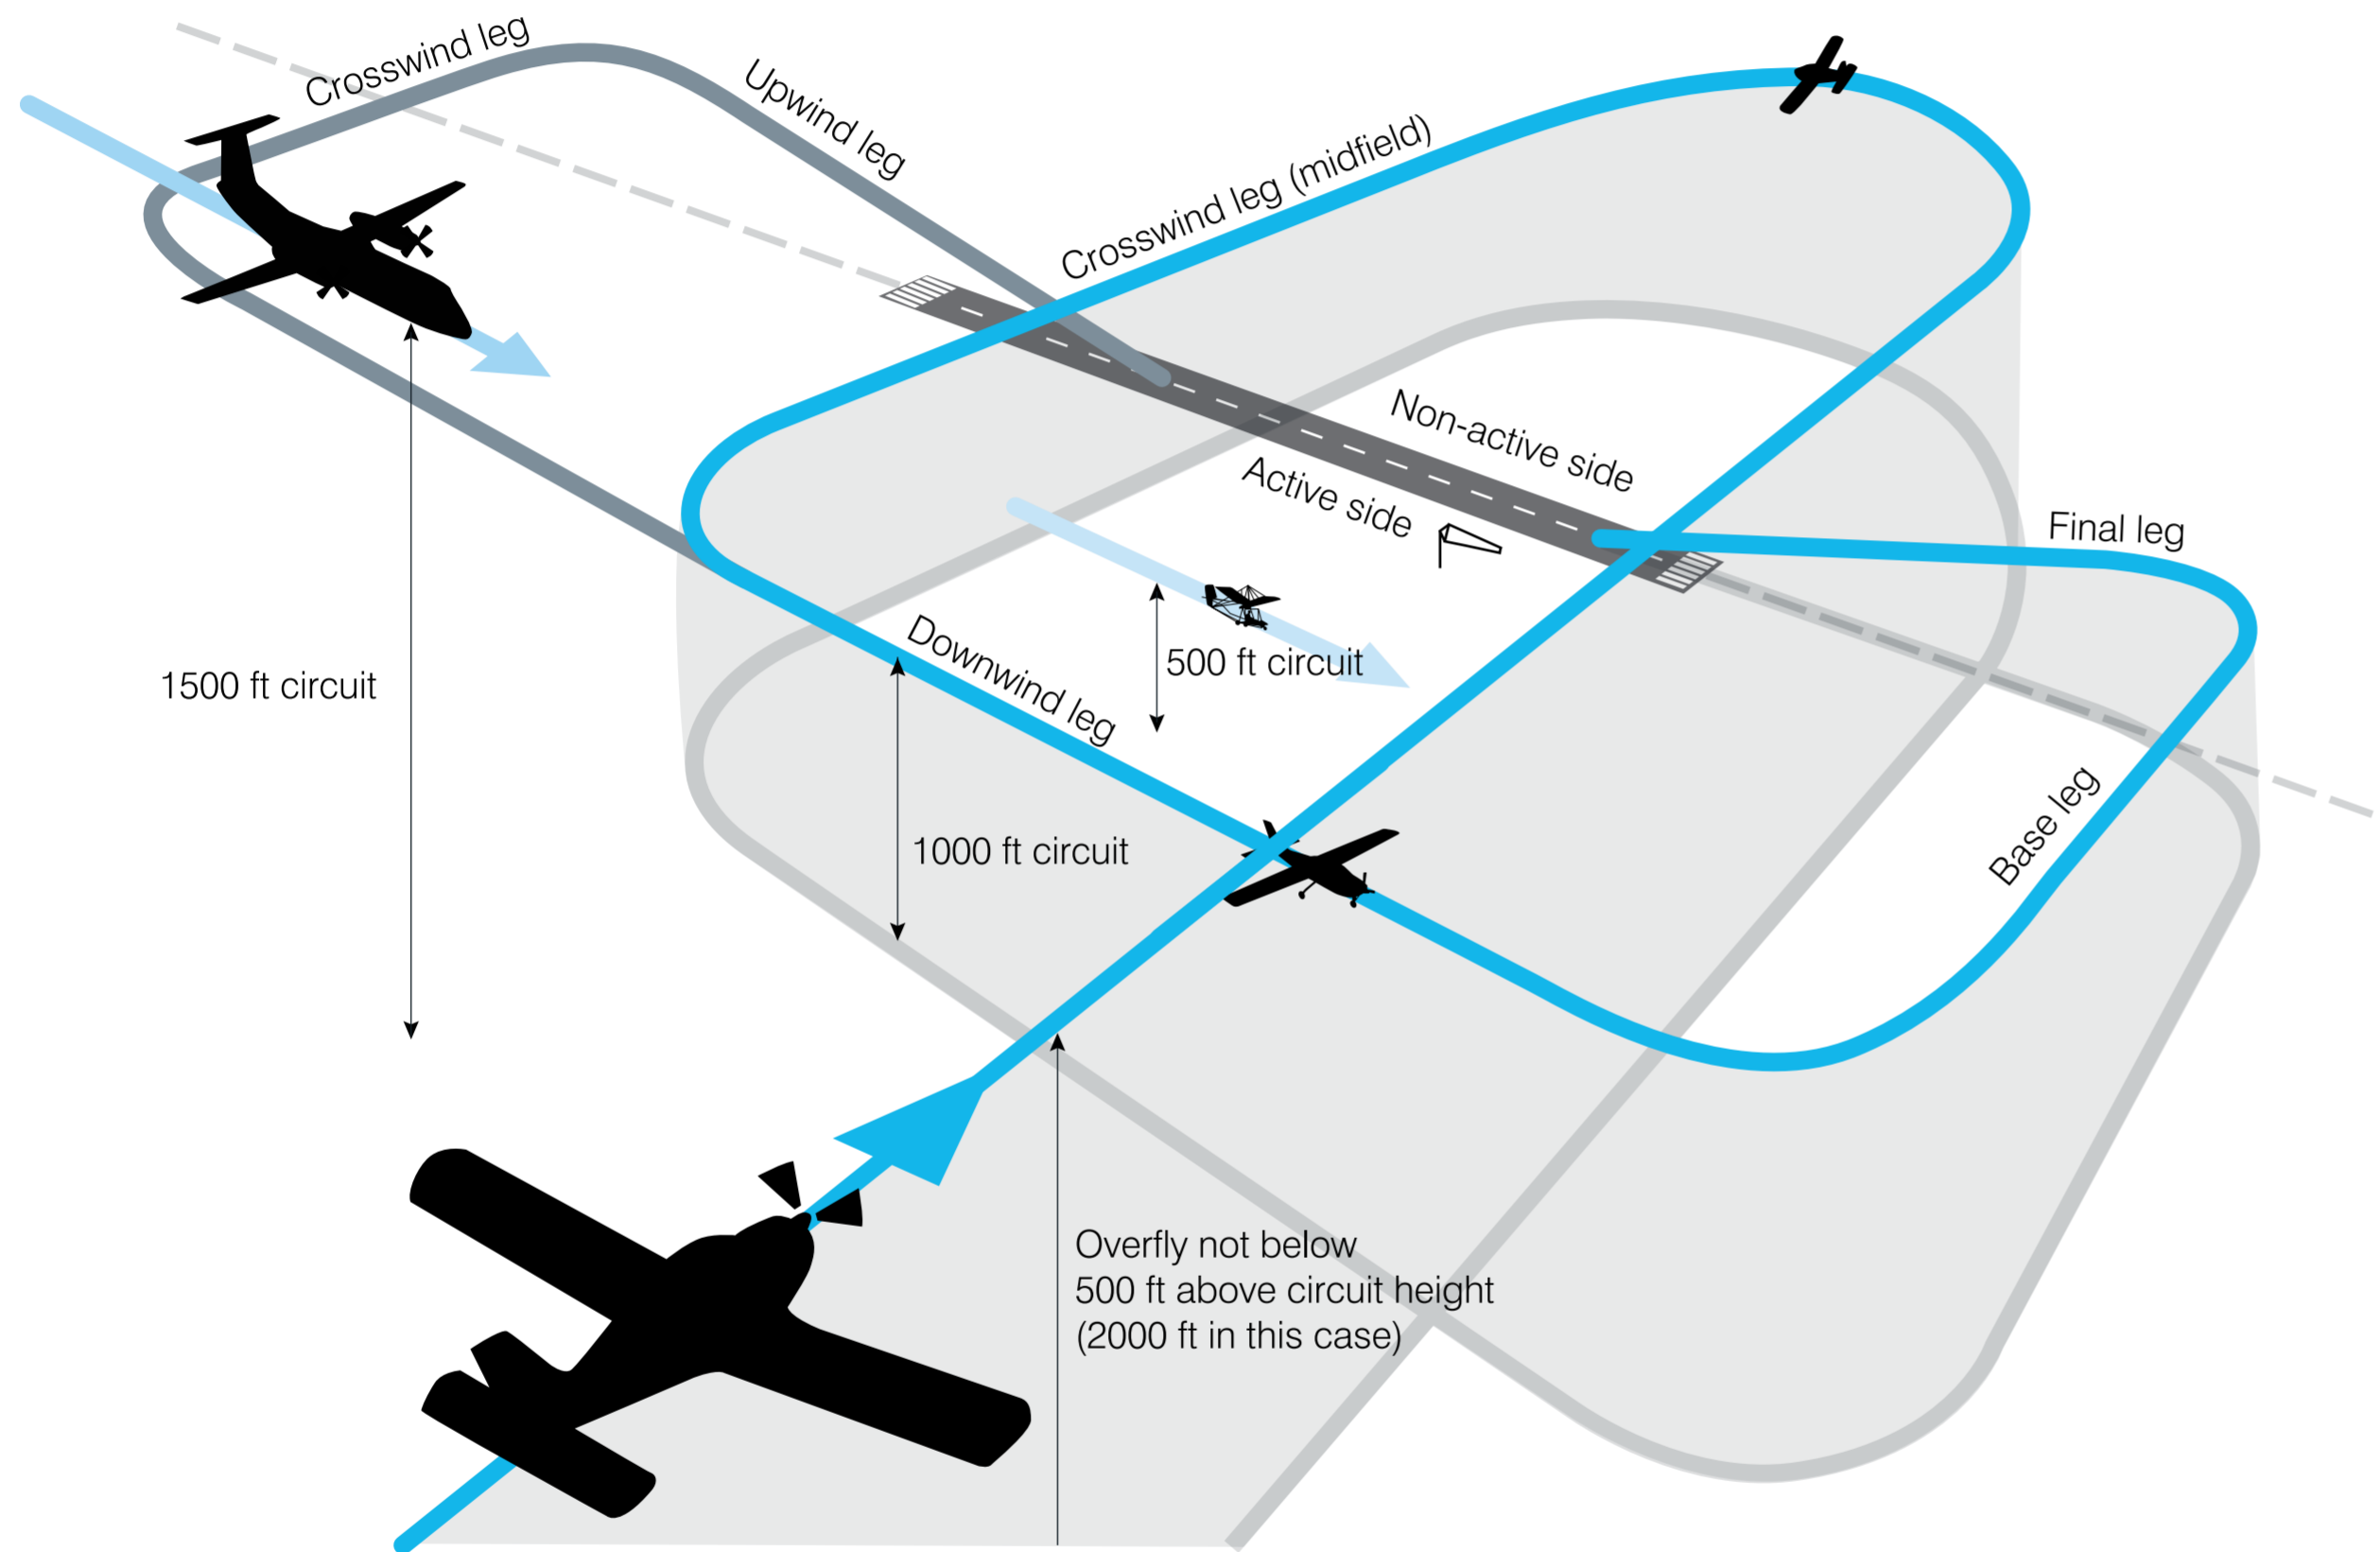 Crosswind leg
Upwind leg
Crosswind leg (midfield)
Non-active side
Active side
Final leg
500 ft circuit
Downwind leg
1500 ft circuit
1000 ft circuit
Base leg
Overfly not below
500 ft above circuit height
(2000 ft in this case)